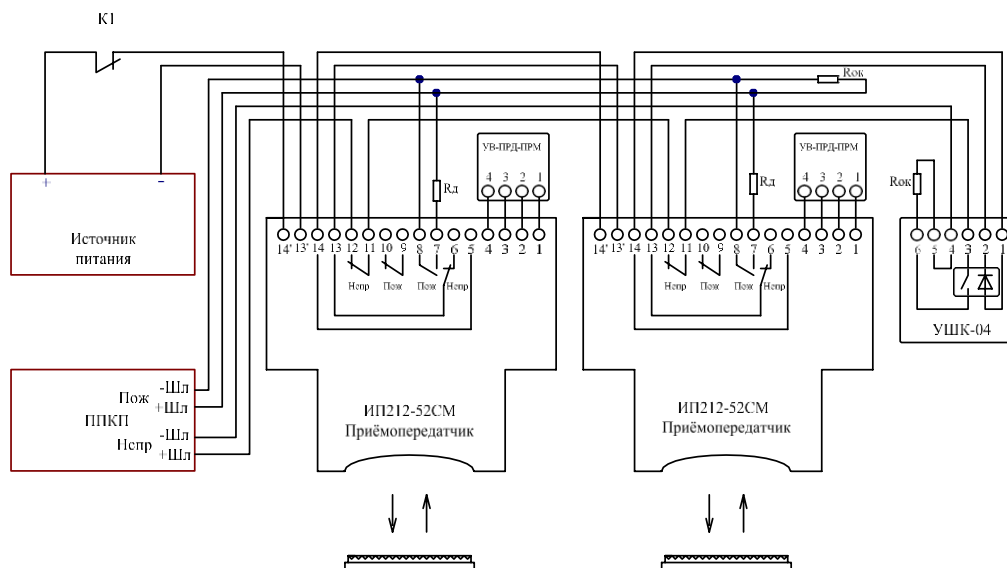 К1
Rок
УВ-ПРД-ПРМ
4 3 2 1
Rд
УВ-ПРД-ПРМ
4 3 2 1
Rд
Rок
+ -
Источник
питания
14' 13' 14 13 12 11 10 9 8 7 6 5 4 3 2 1
Непр Пож Пож Непр
14' 13' 14 13 12 11 10 9 8 7 6 5 4 3 2 1
Непр Пож Пож Непр
6 5 4 3 2 1
УШК-04
ППКП
Пож
-Шл
+Шл
Непр
-Шл
+Шл
ИП212-52СМ
Приёмопередатчик
ИП212-52СМ
Приёмопередатчик